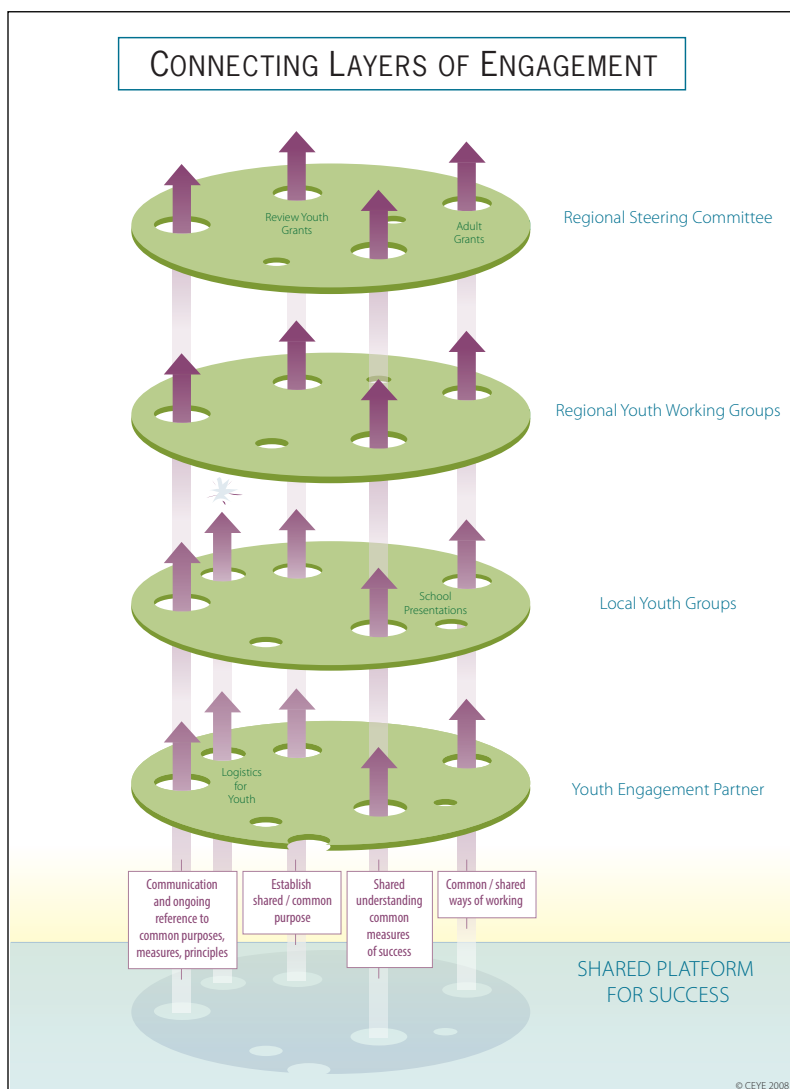 CONNECTING LAYERS OF ENGAGEMENT
Review Youth
Grants
Adult
Grants
Regional Steering Committee
Regional Youth Working Groups
School
Presentations
Local Youth Groups
Logistics
for
Youth
Youth Engagement Partner
Communication
and ongoing
reference to
common purposes,
measures, principles
Establish
shared / common
purpose
Shared
understanding
common
measures
of success
Common / shared
ways of working
SHARED PLATFORM
FOR SUCCESS
© CEYE 2008